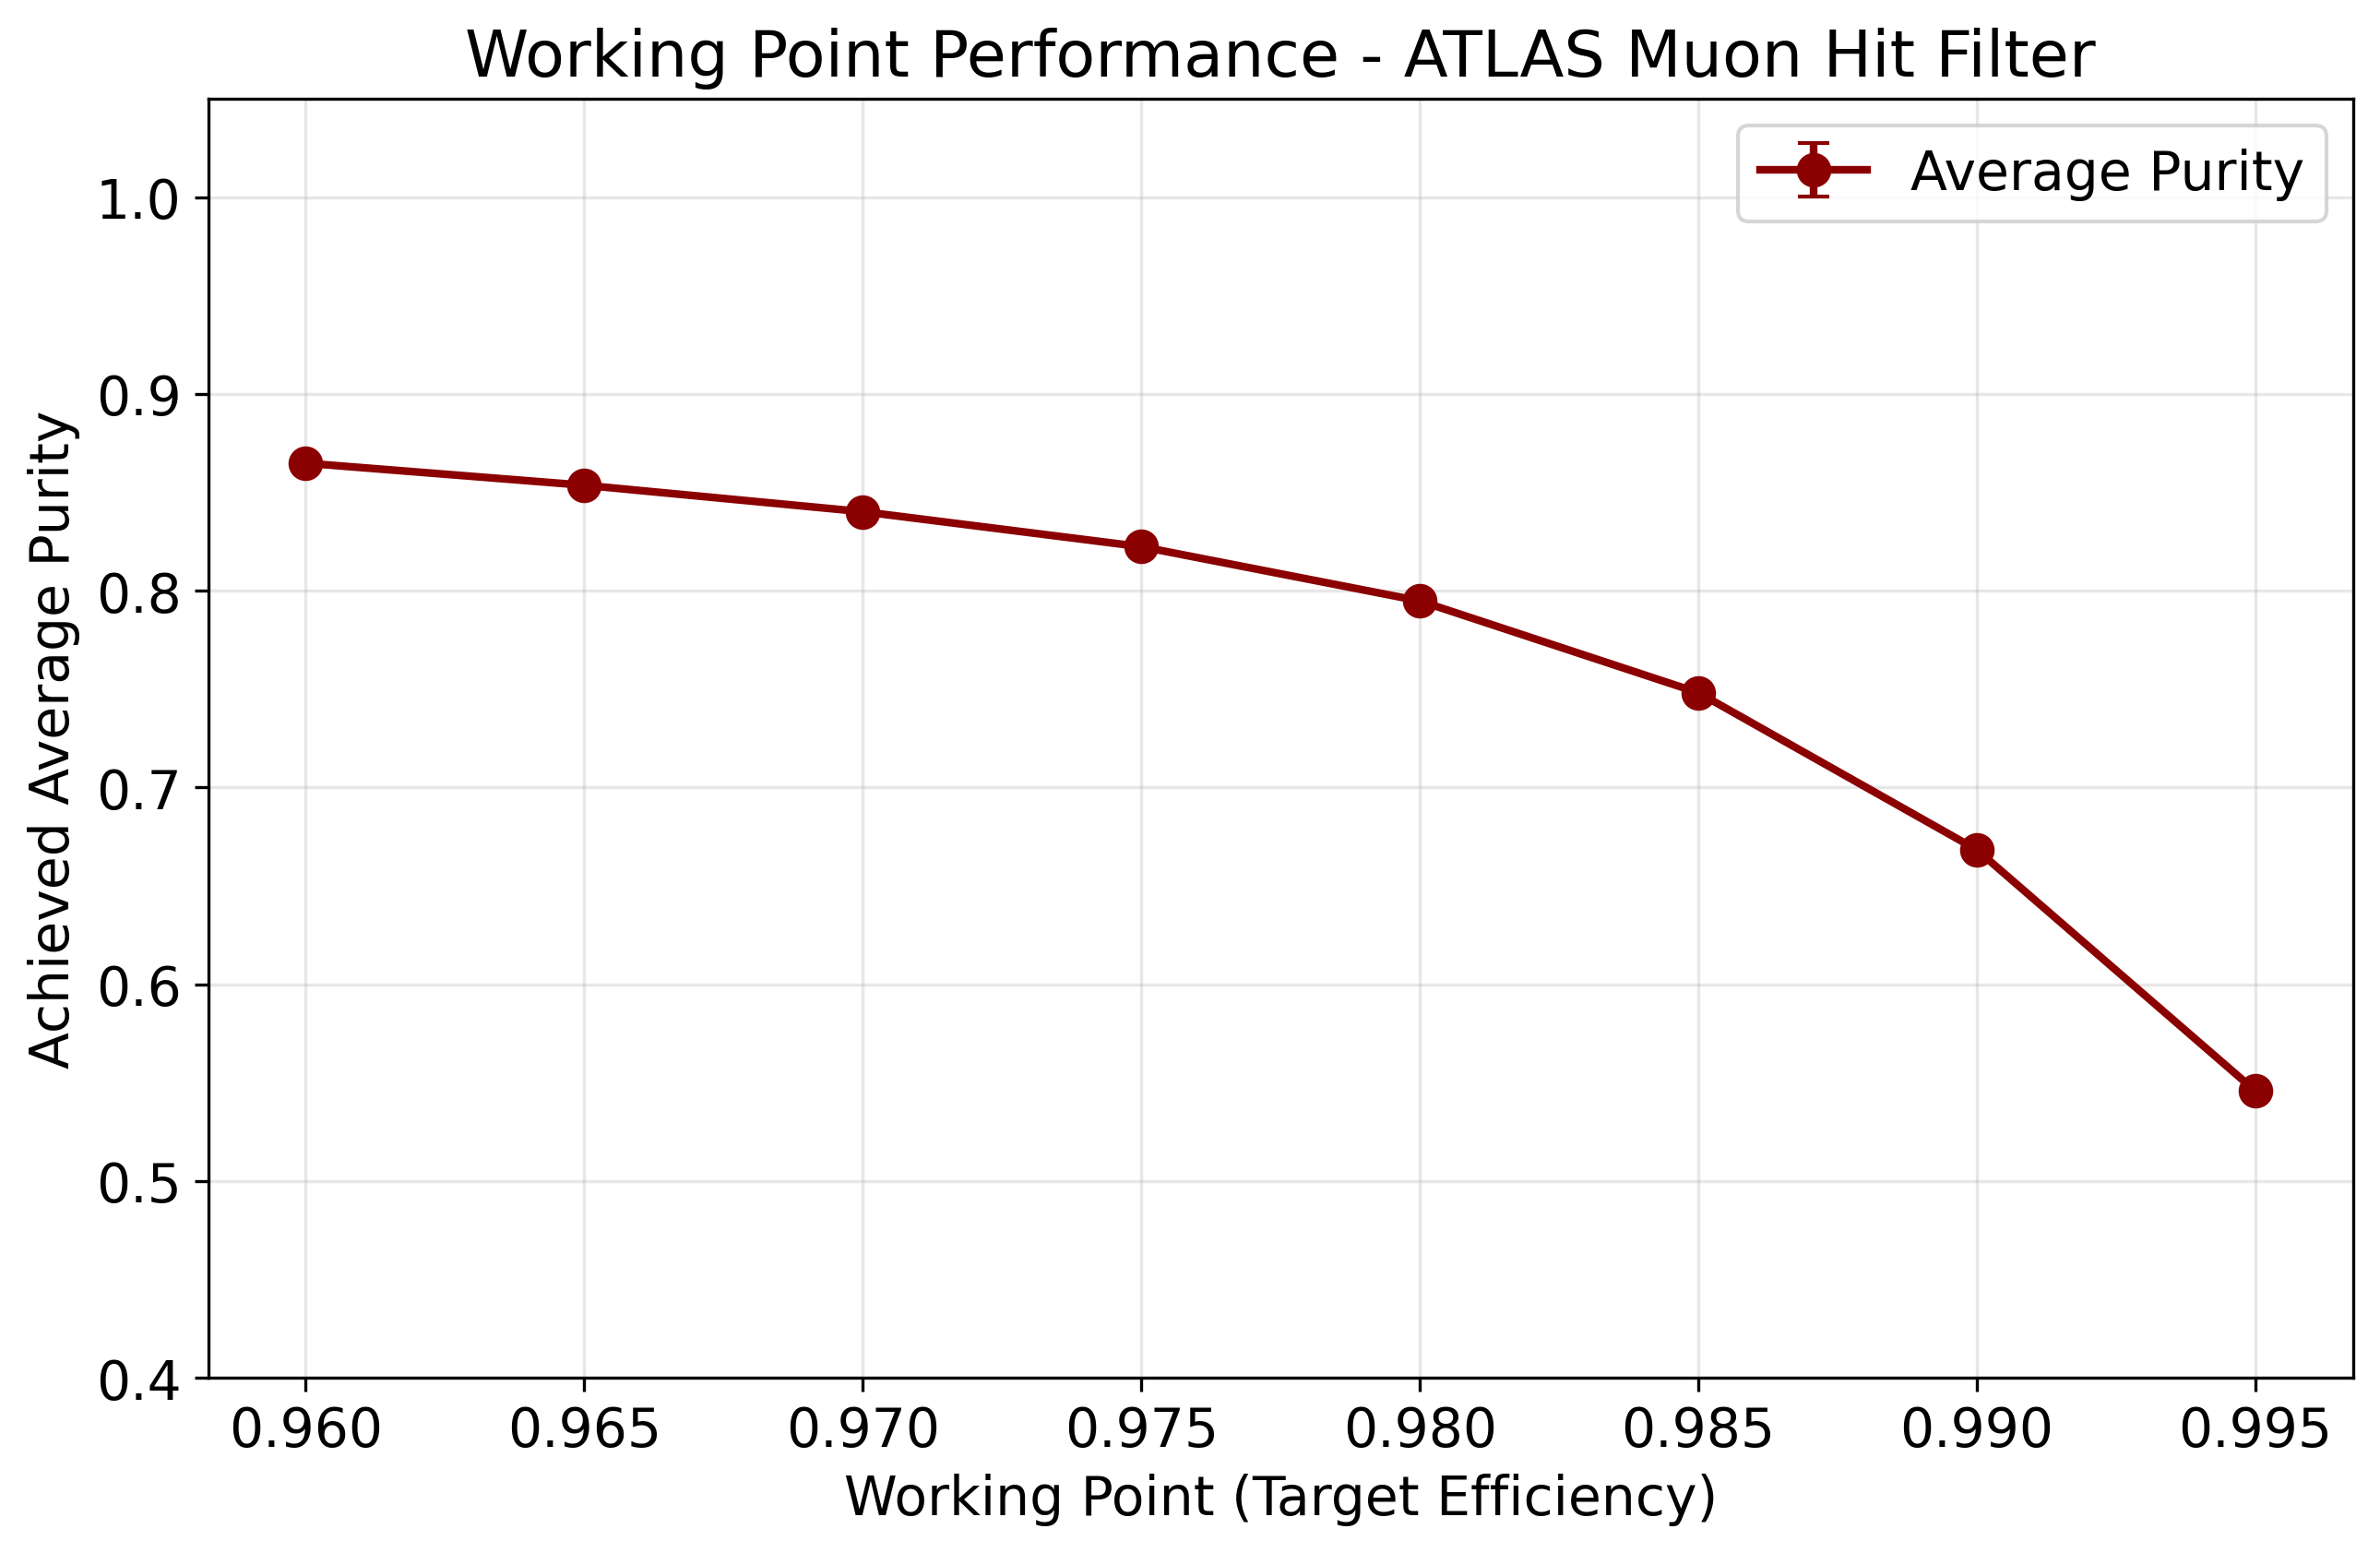 Working Point Performance - ATLAS Muon Hit Filter
Average Purity
Achieved Average Purity
1.0
0.9
0.8
0.7
0.6
0.5
0.4
0.960 0.965 0.970 0.975 0.980 0.985 0.990 0.995
Working Point (Target Efficiency)